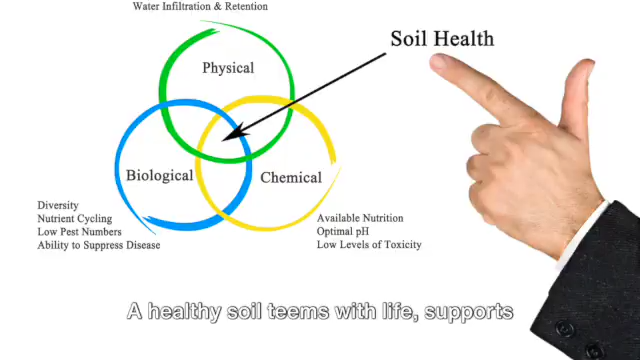 Water Infiltration & Retention
Soil Health
Physical
Biological
Chemical
Diversity
Nutrient Cycling
Low Pest Numbers
Ability to Suppress Disease
Available Nutrition
Optimal pH
Low Levels of Toxicity
A healthy soil teems with life, supports